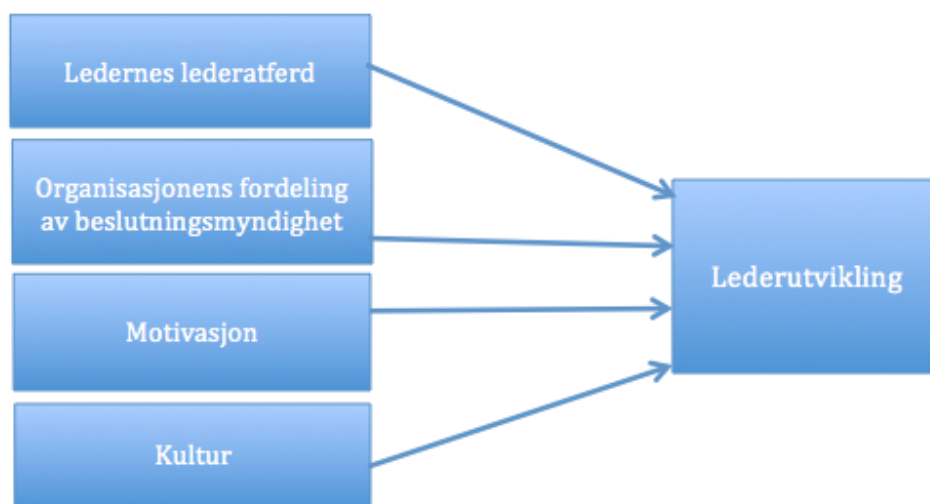 Ledernes lederatferd
Organisasjonens fordeling
av beslutningsmyndighet
Motivasjon
Kultur
Lederutvikling